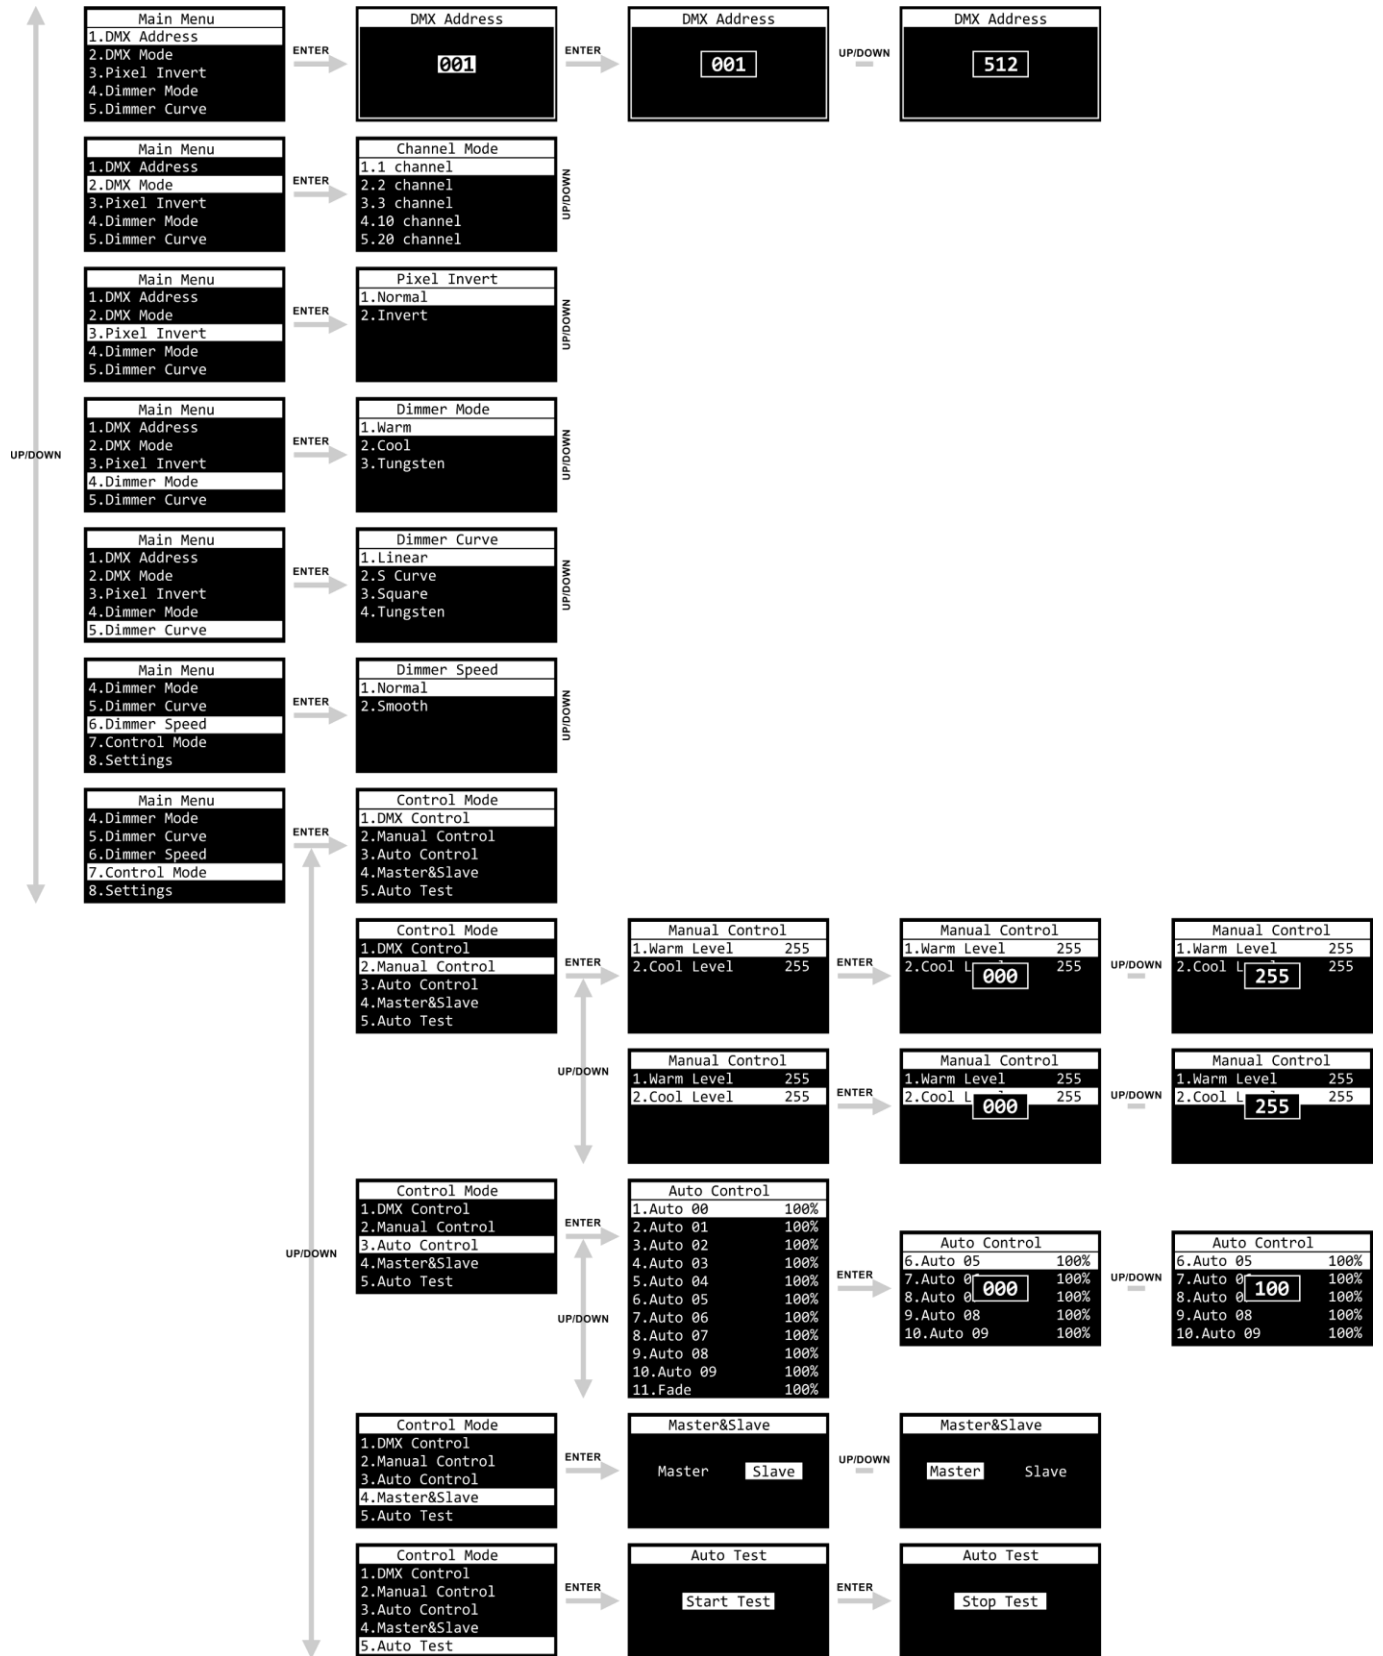 Main Menu
1.DMX Address
2.DMX Mode
3.Pixel Invert
4.Dimmer Mode
5.Dimmer Curve
ENTER
DMX Address
001
ENTER
DMX Address
001
UP/DOWN
DMX Address
512
Main Menu
1.DMX Address
2.DMX Mode
3.Pixel Invert
4.Dimmer Mode
5.Dimmer Curve
ENTER
Channel Mode
1.1 channel
2.2 channel
3.3 channel
4.10 channel
5.20 channel
UP/DOWN
Main Menu
1.DMX Address
2.DMX Mode
3.Pixel Invert
4.Dimmer Mode
5.Dimmer Curve
ENTER
Pixel Invert
1.Normal
2.Invert
UP/DOWN
UP/DOWN
Main Menu
1.DMX Address
2.DMX Mode
3.Pixel Invert
4.Dimmer Mode
5.Dimmer Curve
ENTER
Dimmer Mode
1.Warm
2.Cool
3.Tungsten
UP/DOWN
Main Menu
1.DMX Address
2.DMX Mode
3.Pixel Invert
4.Dimmer Mode
5.Dimmer Curve
ENTER
Dimmer Curve
1.Linear
2.S Curve
3.Square
4.Tungsten
UP/DOWN
Main Menu
4.Dimmer Mode
5.Dimmer Curve
6.Dimmer Speed
7.Control Mode
8.Settings
ENTER
Dimmer Speed
1.Normal
2.Smooth
UP/DOWN
Main Menu
4.Dimmer Mode
5.Dimmer Curve
6.Dimmer Speed
7.Control Mode
8.Settings
ENTER
Control Mode
1.DMX Control
2.Manual Control
3.Auto Control
4.Master&Slave
5.Auto Test
UP/DOWN
Control Mode
1.DMX Control
2.Manual Control
3.Auto Control
4.Master&Slave
5.Auto Test
ENTER
UP/DOWN
Manual Control
1.Warm Level 255
2.Cool Level 255
ENTER
Manual Control
1.Warm Level 255
2.Cool L 255
000
UP/DOWN
Manual Control
1.Warm Level 255
2.Cool L 255
255
Manual Control
1.Warm Level 255
2.Cool Level 255
ENTER
Manual Control
1.Warm Level 255
2.Cool L 255
000
UP/DOWN
Manual Control
1.Warm Level 255
2.Cool L 255
255
Control Mode
1.DMX Control
2.Manual Control
3.Auto Control
4.Master&Slave
5.Auto Test
ENTER
UP/DOWN
Auto Control
1.Auto 00 100%
2.Auto 01 100%
3.Auto 02 100%
4.Auto 03 100%
5.Auto 04 100%
6.Auto 05 100%
7.Auto 06 100%
8.Auto 07 100%
9.Auto 08 100%
10.Auto 09 100%
11.Fade 100%
ENTER
Auto Control
6.Auto 05 100%
7.Auto 0 100%
8.Auto 0 100%
000
9.Auto 08 100%
10.Auto 09 100%
UP/DOWN
Auto Control
6.Auto 05 100%
7.Auto 0 100%
8.Auto 0 100%
100
9.Auto 08 100%
10.Auto 09 100%
Control Mode
1.DMX Control
2.Manual Control
3.Auto Control
4.Master&Slave
5.Auto Test
ENTER
Master&Slave
Master Slave
UP/DOWN
Master&Slave
Master Slave
Control Mode
1.DMX Control
2.Manual Control
3.Auto Control
4.Master&Slave
5.Auto Test
ENTER
Auto Test
Start Test
ENTER
Auto Test
Stop Test